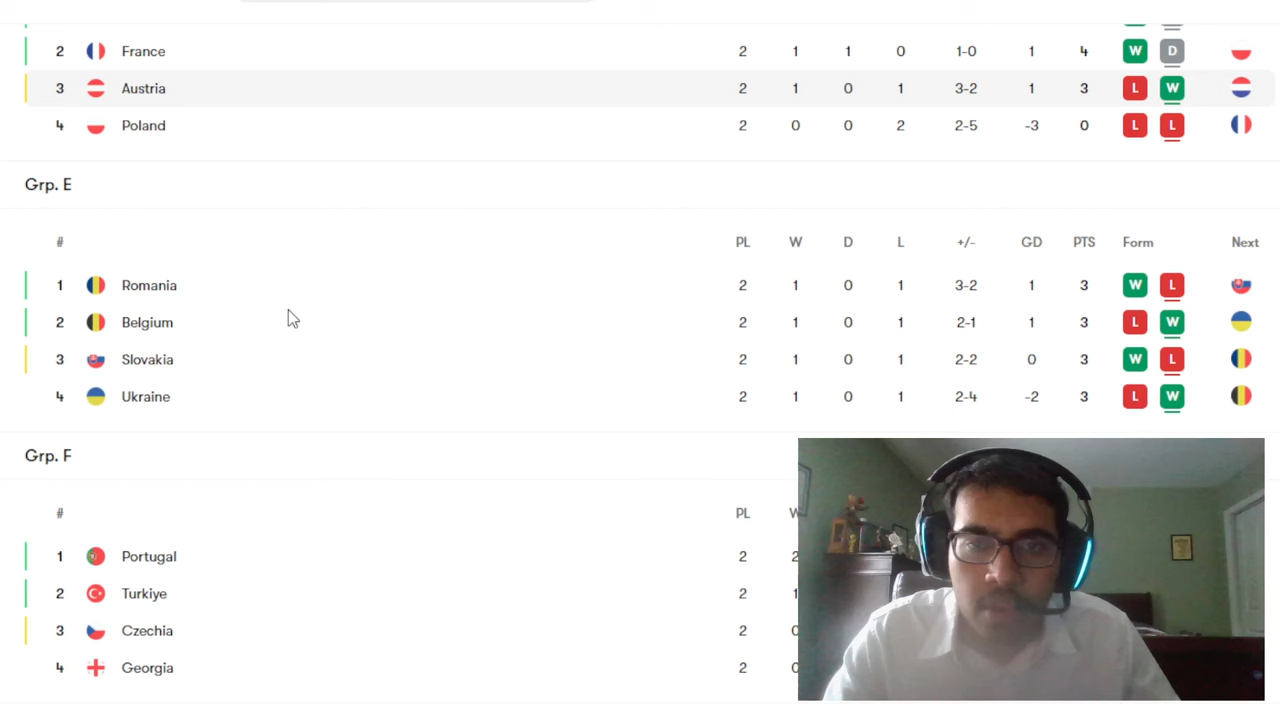 2 France 2 1 1 0 1-0 1 4 W D
3 Austria 2 1 0 1 3-2 1 3 L W
4 Poland 2 0 0 2 2-5 -3 0 L L
Grp. E
# PL W D L +/- GD PTS Form Next
1 Romania 2 1 0 1 3-2 1 3 W L
2 Belgium 2 1 0 1 2-1 1 3 L W
3 Slovakia 2 1 0 1 2-2 0 3 W L
4 Ukraine 2 1 0 1 2-4 -2 3 L W
Grp. F
# PL W
1 Portugal 2 2
2 Turkiye 2 1
3 Czechia 2 0
4 Georgia 2 0